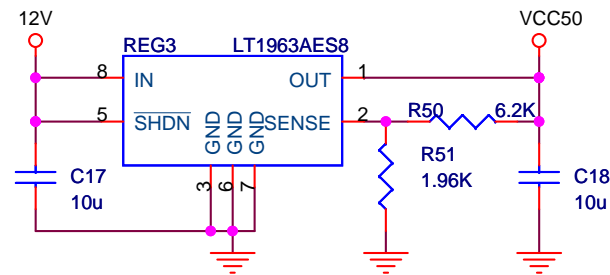 12V
VCC50
REG3
LT1963AES8
8
IN
OUT
1
5
SHDN
GND
GND
GND
SENSE
2
R50
6.2K
C17
10u
3
6
7
R51
1.96K
C18
10u